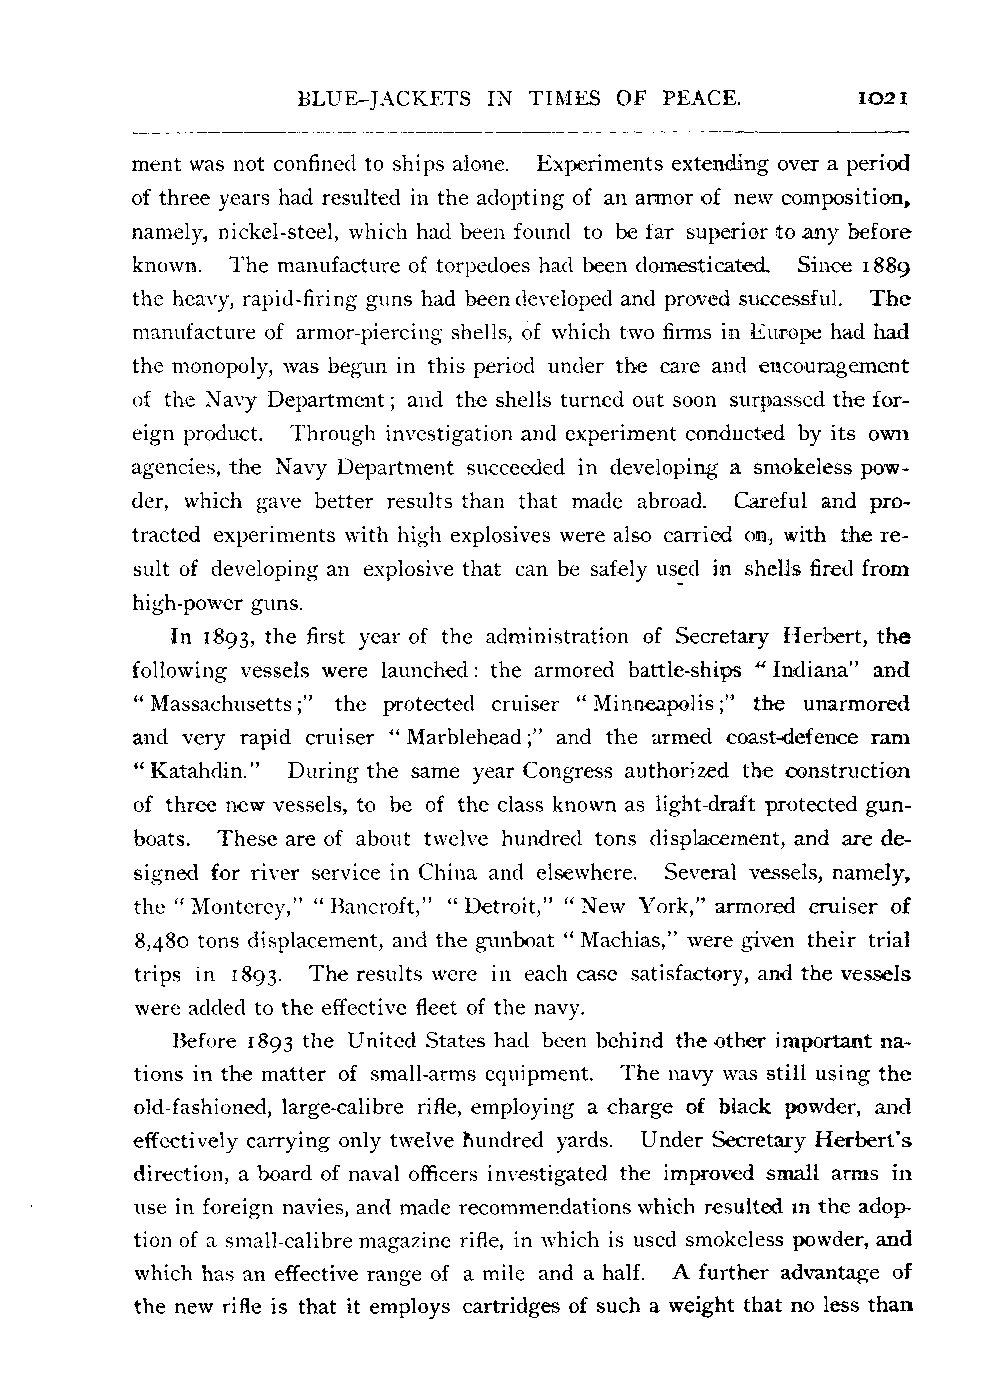 BLUE-JACKETS IN TIMES OF PEACE. 1021
ment was not confined to ships alone. Experiments extending over a period
of three years had resulted in the adopting of an armor of new composition,
namely, nickel-steel, which had been found to be far superior to any before
known. The manufacture of torpedoes had been domesticated. Since 1889
the heavy, rapid-firing guns had been developed and proved successful. The
manufacture of armor-piercing shells, of which two firms in Europe had had
the monopoly, was begun in this period under the care and encouragement
of the Navy Department; and the shells turned out soon surpassed the for-
eign product. Through investigation and experiment conducted by its own
agencies, the Navy Department succeeded in developing a smokeless pow-
der, which gave better results than that made abroad. Careful and pro-
tracted experiments with high explosives were also carried on, with the re-
sult of developing an explosive that can be safely used in shells fired from
high-power guns.
In 1893, the first year of the administration of Secretary Herbert, the
following vessels were launched: the armored battle-ships "Indiana" and
"Massachusetts;" the protected cruiser "Minneapolis;" the unarmored
and very rapid cruiser "Marblehead;" and the armed coast-defence ram
"Katahdin." During the same year Congress authorized the construction
of three new vessels, to be of the class known as light-draft protected gun-
boats. These are of about twelve hundred tons displacement, and are de-
signed for river service in China and elsewhere. Several vessels, namely,
the "Monterey," "Bancroft," "Detroit," "New York," armored cruiser of
8,480 tons displacement, and the gunboat "Machias," were given their trial
trips in 1893. The results were in each case satisfactory, and the vessels
were added to the effective fleet of the navy.
Before 1893 the United States had been behind the other important na-
tions in the matter of small-arms equipment. The navy was still using the
old-fashioned, large-calibre rifle, employing a charge of black powder, and
effectively carrying only twelve hundred yards. Under Secretary Herbert's
direction, a board of naval officers investigated the improved small arms in
use in foreign navies, and made recommendations which resulted in the adop-
tion of a small-calibre magazine rifle, in which is used smokeless powder, and
which has an effective range of a mile and a half. A further advantage of
the new rifle is that it employs cartridges of such a weight that no less than